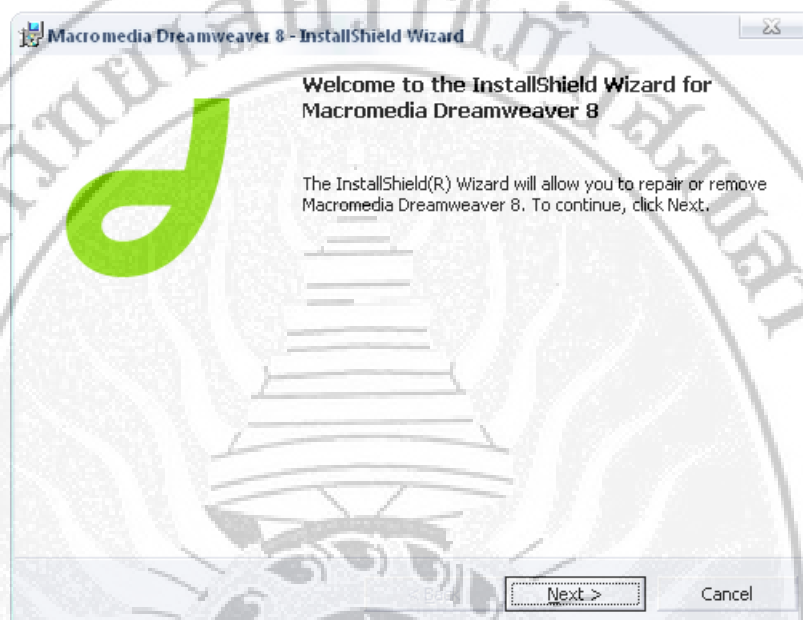 Macromedia Dreamweaver 8 - InstallShield Wizard
Welcome to the InstallShield Wizard for
Macromedia Dreamweaver 8
The InstallShield(R) Wizard will allow you to repair or remove
Macromedia Dreamweaver 8. To continue, click Next.
Next >
Cancel